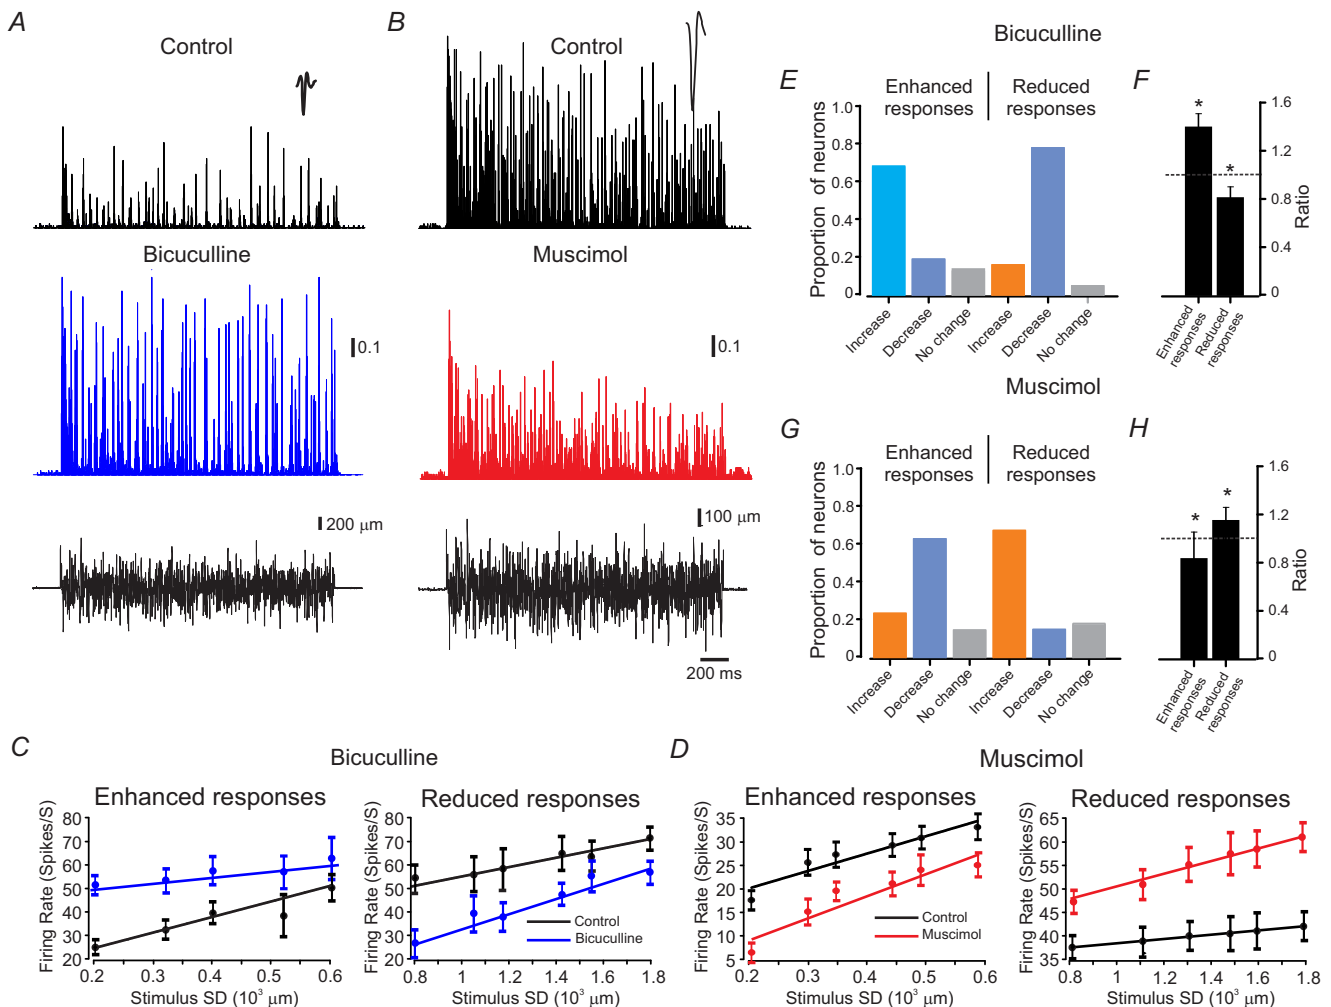 A
Control
Bicuculline
0.1
200 μm
B
Control
Muscimol
0.1
100 μm
200 ms
Bicuculline
E
Enhanced responses
Reduced responses
Proportion of neurons
1.0
0.8
0.6
0.4
0.2
0
Increase
Decrease
No change
Increase
Decrease
No change
F
*
*
1.6
1.2
0.8
0.4
0
Ratio
Enhanced responses
Reduced responses
Muscimol
G
Enhanced responses
Reduced responses
Proportion of neurons
1.0
0.8
0.6
0.4
0.2
0
Increase
Decrease
No change
Increase
Decrease
No change
H
*
*
1.6
1.2
0.8
0.4
0
Ratio
Enhanced responses
Reduced responses
C
Bicuculline
Enhanced responses
Firing Rate (Spikes/S)
80
70
60
50
40
30
20
0.2
0.3
0.4
0.5
0.6
Stimulus SD (10³ μm)
Reduced responses
Firing Rate (Spikes/S)
80
70
60
50
40
30
20
0.8
1
1.2
1.4
1.6
1.8
Stimulus SD (10³ μm)
Control
Bicuculline
D
Muscimol
Enhanced responses
Firing Rate (Spikes/S)
35
30
25
20
15
10
5
0.2
0.3
0.4
0.5
0.6
Stimulus SD (10³ μm)
Control
Muscimol
Reduced responses
Firing Rate (Spikes/S)
65
60
55
50
45
40
35
0.8
1
1.2
1.4
1.6
1.8
Stimulus SD (10³ μm)